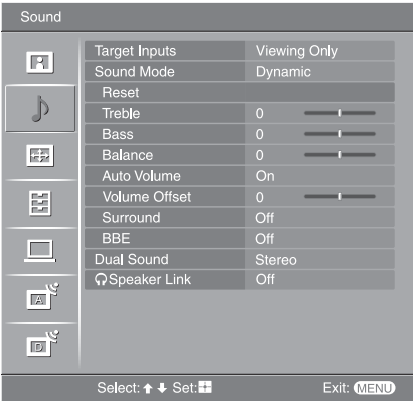 Sound
Target Inputs Viewing Only
Sound Mode Dynamic
Reset
Treble 0
Bass 0
Balance 0
Auto Volume On
Volume Offset 0
Surround Off
BBE Off
Dual Sound Stereo
Speaker Link Off
A
D
Select: Set: Exit: MENU